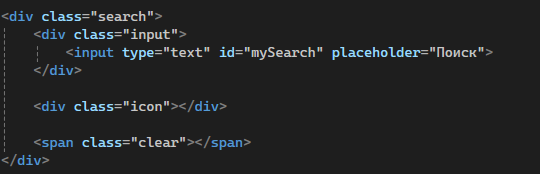 <div class="search">
<div class="input">
<input type="text" id="mySearch" placeholder="Поиск">
</div>
<div class="icon"></div>
<span class="clear"></span>
</div>